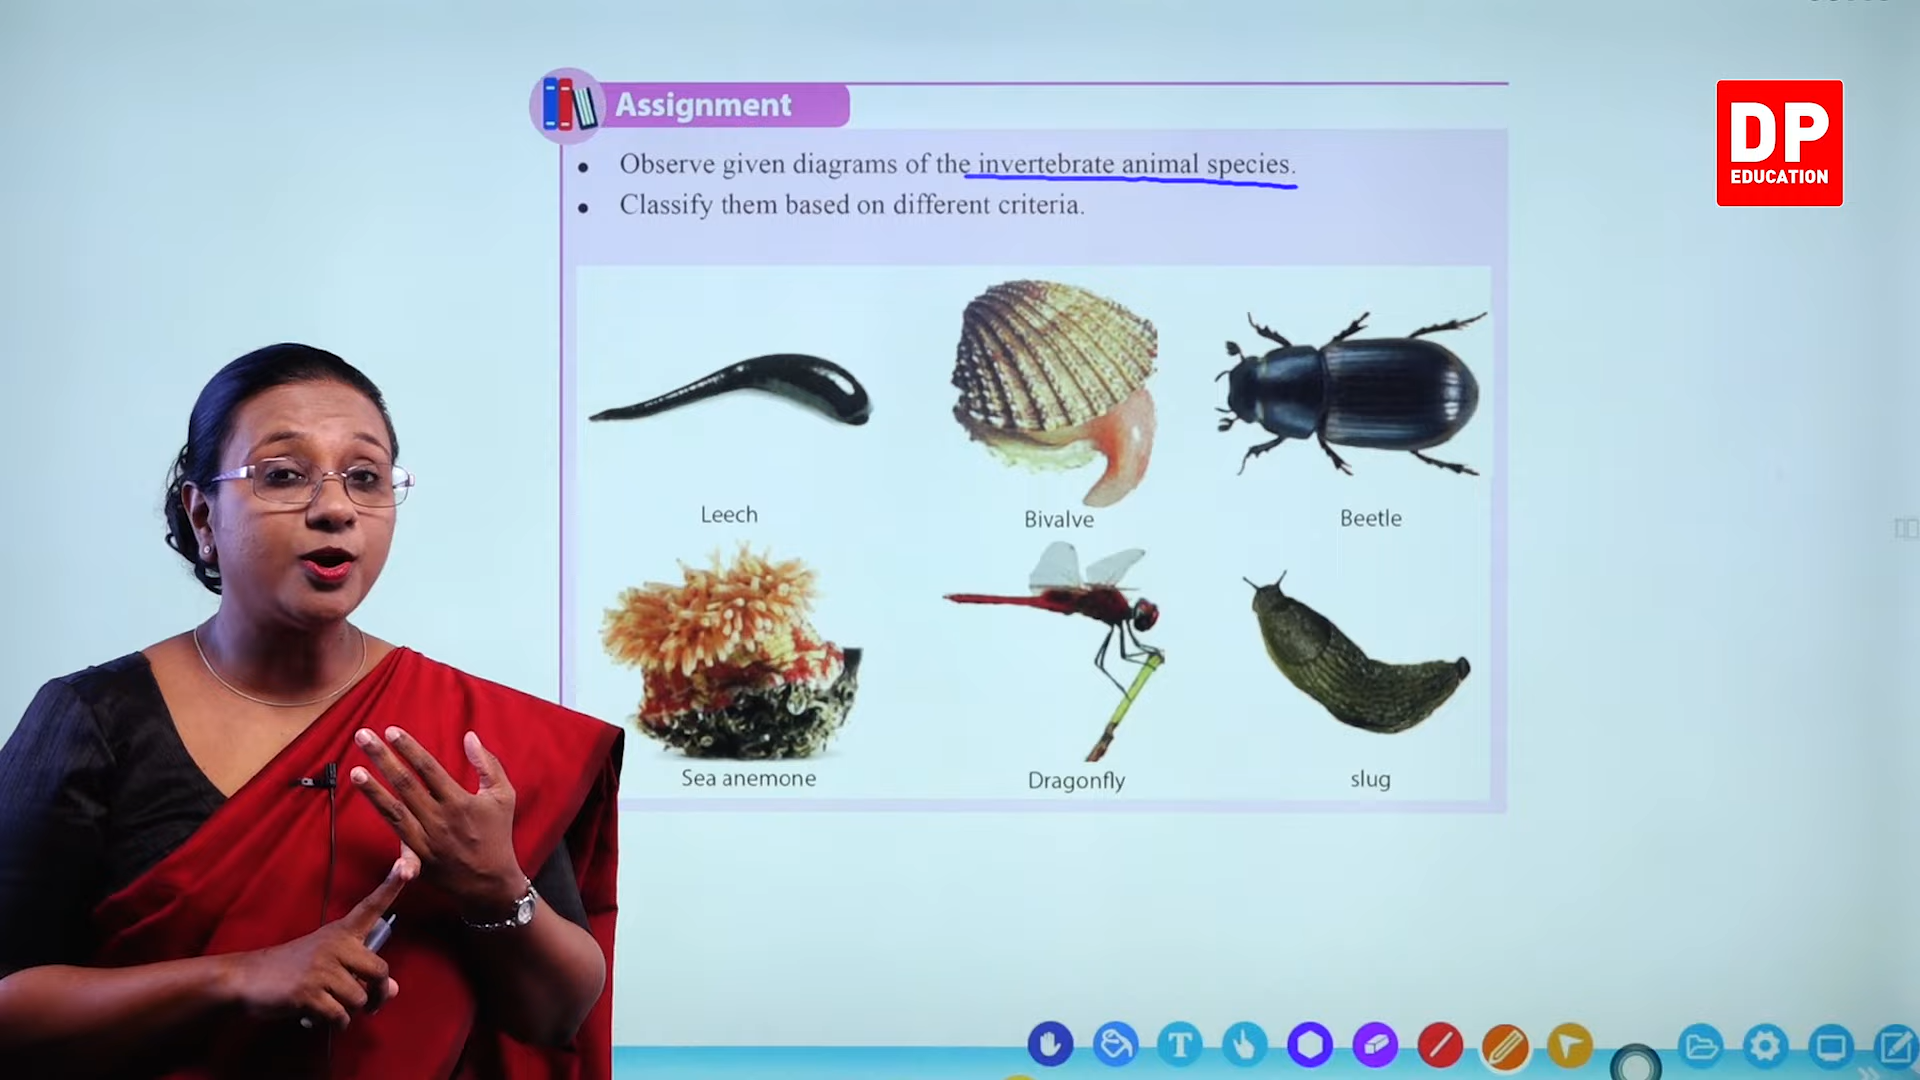 Assignment
• Observe given diagrams of the invertebrate animal species.
• Classify them based on different criteria.
DP
EDUCATION
Leech
Bivalve
Beetle
Sea anemone
Dragonfly
slug
T